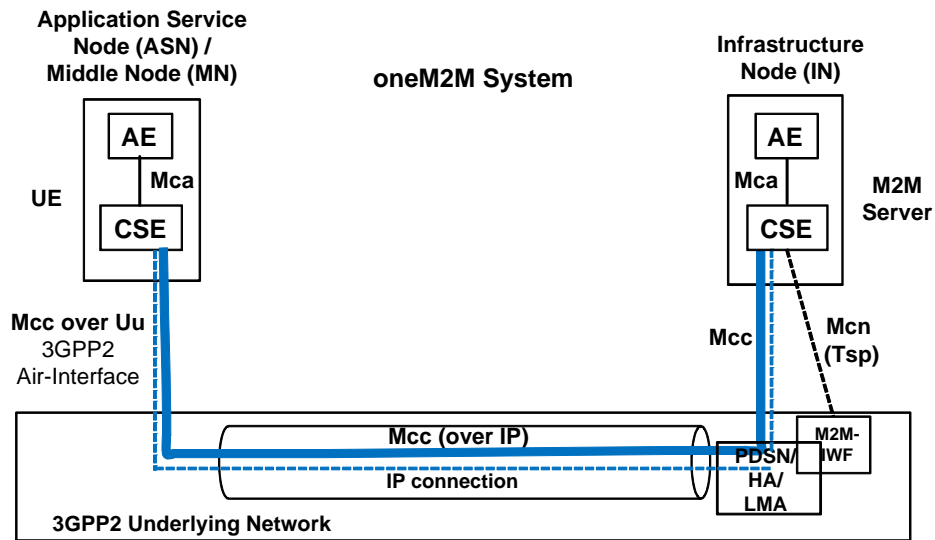 Application Service
Node (ASN) /
Middle Node (MN)
oneM2M System
Infrastructure
Node (IN)
AE
Mca
CSE
UE
AE
Mca
CSE
M2M
Server
Mcc over Uu
3GPP2
Air-Interface
Mcc
Mcn
(Tsp)
Mcc (over IP)
IP connection
M2M-
IWF
PDSN/
HA/
LMA
3GPP2 Underlying Network